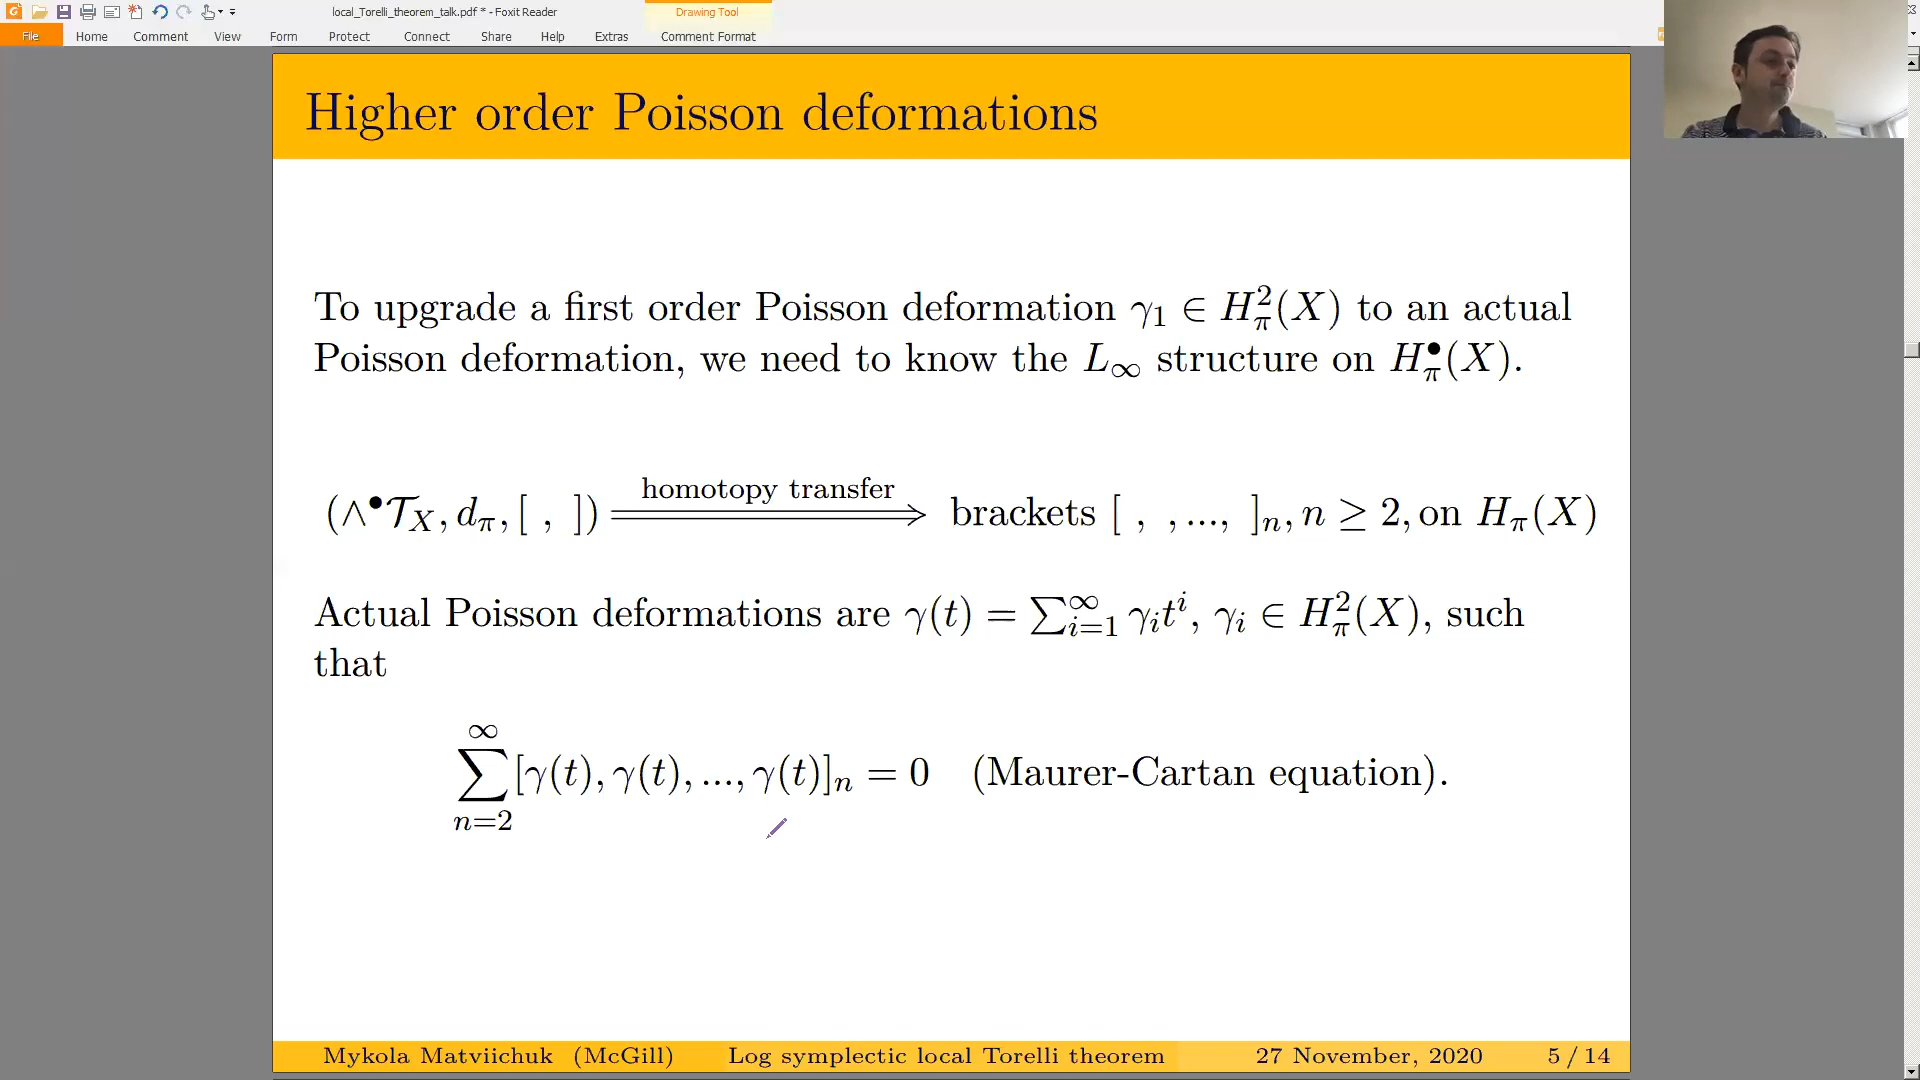 local_Torelli_theorem_talk.pdf * - Foxit Reader
Drawing Tool
File Home Comment View Form Protect Connect Share Help Extras Comment Format
Higher order Poisson deformations
To upgrade a first order Poisson deformation γ₁ ∈ H²_π(X) to an actual
Poisson deformation, we need to know the L_∞ structure on H^•_π(X).
homotopy transfer
(∧^•𝒯_X, d_π, [ , ]) ⟹ brackets [ , , ..., ]_n, n ≥ 2, on H_π(X)
Actual Poisson deformations are γ(t) = ∑_{i=1}^∞ γ_i t^i, γ_i ∈ H²_π(X), such
that
∑_{n=2}^∞ [γ(t), γ(t), ..., γ(t)]_n = 0 (Maurer-Cartan equation).
Mykola Matviichuk (McGill) Log symplectic local Torelli theorem 27 November, 2020 5 / 14